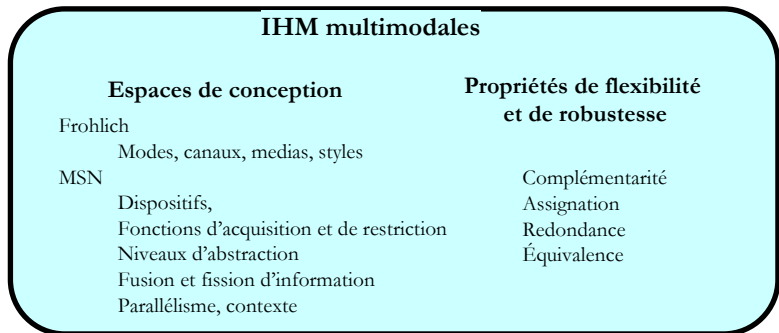 IHM multimodales
Espaces de conception
Frohlich
Modes, canaux, medias, styles
MSN
Dispositifs,
Fonctions d’acquisition et de restriction
Niveaux d’abstraction
Fusion et fission d’information
Parallélisme, contexte
Propriétés de flexibilité
et de robustesse
Complémentarité
Assignation
Redondance
Équivalence